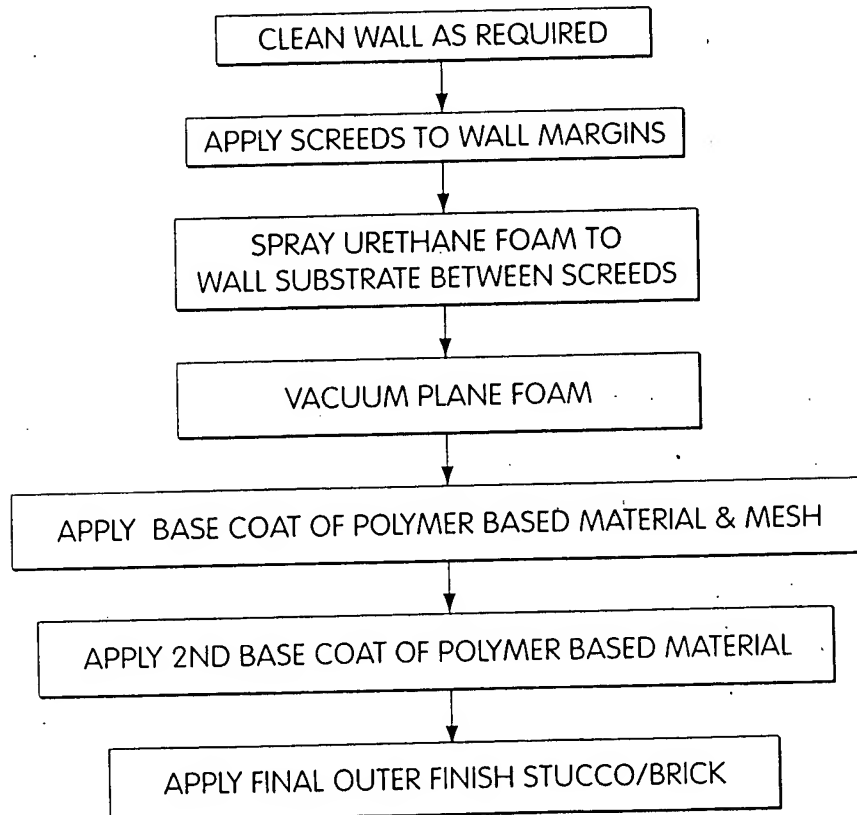 CLEAN WALL AS REQUIRED
APPLY SCREEDS TO WALL MARGINS
SPRAY URETHANE FOAM TO
WALL SUBSTRATE BETWEEN SCREEDS
VACUUM PLANE FOAM
APPLY BASE COAT OF POLYMER BASED MATERIAL & MESH
APPLY 2ND BASE COAT OF POLYMER BASED MATERIAL
APPLY FINAL OUTER FINISH STUCCO/BRICK